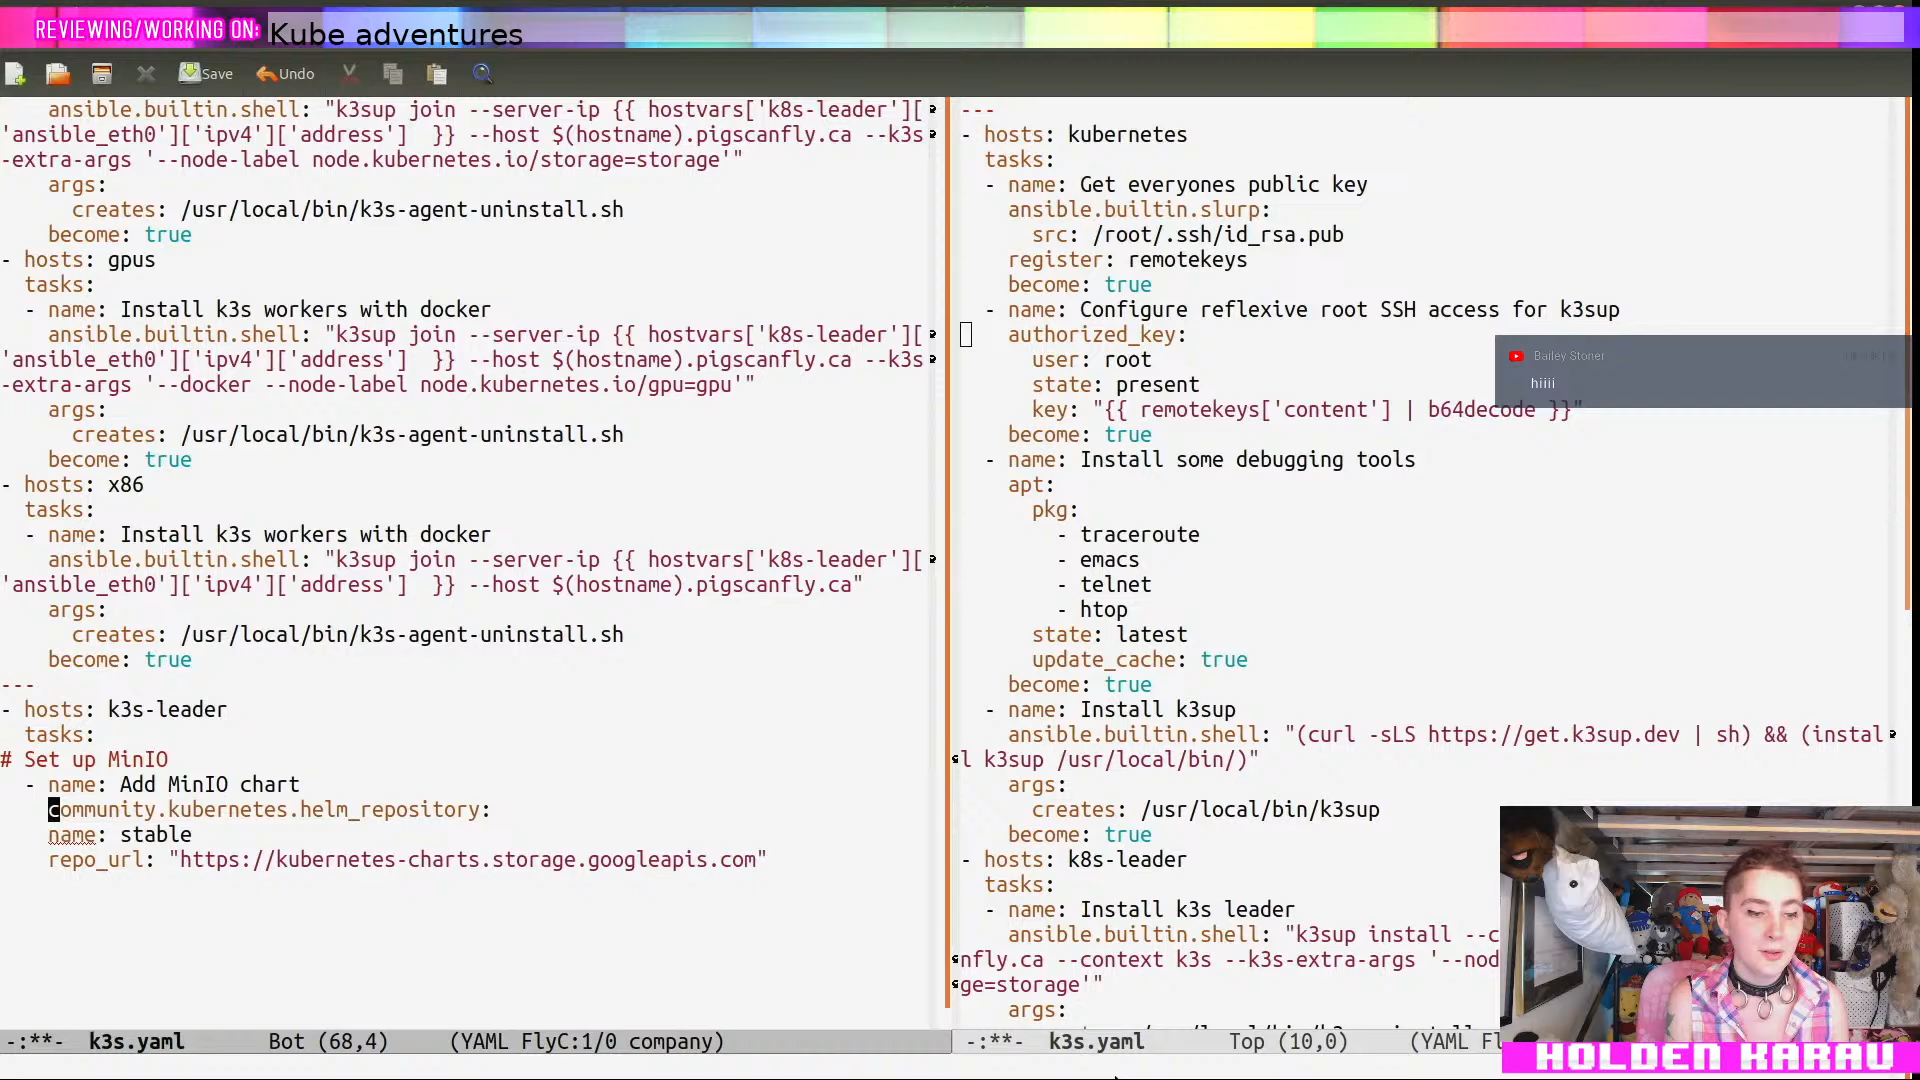 REVIEWING/WORKING ON: Kube adventures
Save Undo
ansible.builtin.shell: "k3sup join --server-ip {{ hostvars['k8s-leader'][
'ansible_eth0']['ipv4']['address']  }} --host $(hostname).pigscanfly.ca --k3s
-extra-args '--node-label node.kubernetes.io/storage=storage'"
args:
creates: /usr/local/bin/k3s-agent-uninstall.sh
become: true
- hosts: gpus
tasks:
- name: Install k3s workers with docker
ansible.builtin.shell: "k3sup join --server-ip {{ hostvars['k8s-leader'][
'ansible_eth0']['ipv4']['address']  }} --host $(hostname).pigscanfly.ca --k3s
-extra-args '--docker --node-label node.kubernetes.io/gpu=gpu'"
args:
creates: /usr/local/bin/k3s-agent-uninstall.sh
become: true
- hosts: x86
tasks:
- name: Install k3s workers with docker
ansible.builtin.shell: "k3sup join --server-ip {{ hostvars['k8s-leader'][
'ansible_eth0']['ipv4']['address']  }} --host $(hostname).pigscanfly.ca"
args:
creates: /usr/local/bin/k3s-agent-uninstall.sh
become: true
---
- hosts: k3s-leader
tasks:
# Set up MinIO
- name: Add MinIO chart
community.kubernetes.helm_repository:
name: stable
repo_url: "https://kubernetes-charts.storage.googleapis.com"
-:**-  k3s.yaml  Bot (68,4)  (YAML FlyC:1/0 company)
---
- hosts: kubernetes
tasks:
- name: Get everyones public key
ansible.builtin.slurp:
src: /root/.ssh/id_rsa.pub
register: remotekeys
become: true
- name: Configure reflexive root SSH access for k3sup
authorized_key:
user: root
state: present
key: "{{ remotekeys['content'] | b64decode }}"
become: true
- name: Install some debugging tools
apt:
pkg:
- traceroute
- emacs
- telnet
- htop
state: latest
update_cache: true
become: true
- name: Install k3sup
ansible.builtin.shell: "(curl -sLS https://get.k3sup.dev | sh) && (instal
l k3sup /usr/local/bin/)"
args:
creates: /usr/local/bin/k3sup
become: true
- hosts: k8s-leader
tasks:
- name: Install k3s leader
ansible.builtin.shell: "k3sup install --c
nfly.ca --context k3s --k3s-extra-args '--nod
ge=storage'"
args:
-:**-  k3s.yaml  Top (10,0)  (YAML Fl
Bailey Stoner
hiiii
HOLDEN KARAU